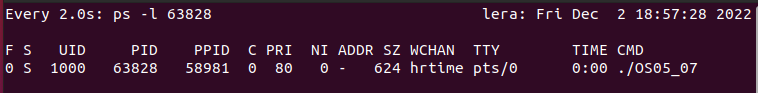 Every 2.0s: ps -l 63828 lera: Fri Dec 2 18:57:28 2022
F S UID PID PPID C PRI NI ADDR SZ WCHAN TTY TIME CMD
0 S 1000 63828 58981 0 80 0 - 624 hrtime pts/0 0:00 ./OS05_07